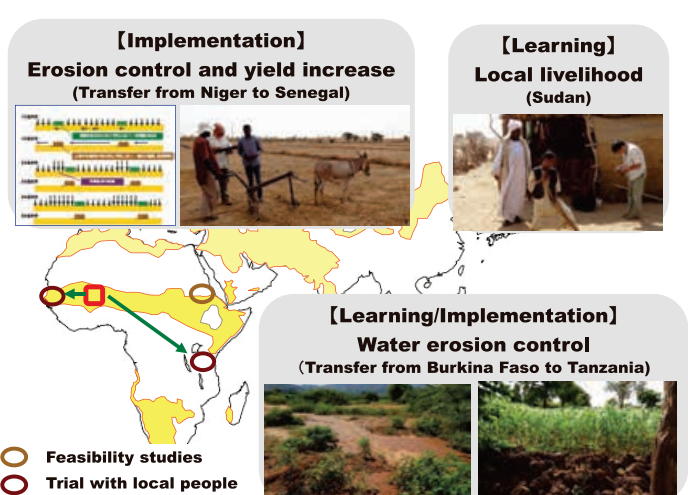 【Implementation】
Erosion control and yield increase
(Transfer from Niger to Senegal)
【Learning】
Local livelihood
(Sudan)
【Learning/Implementation】
Water erosion control
(Transfer from Burkina Faso to Tanzania)
Feasibility studies
Trial with local people